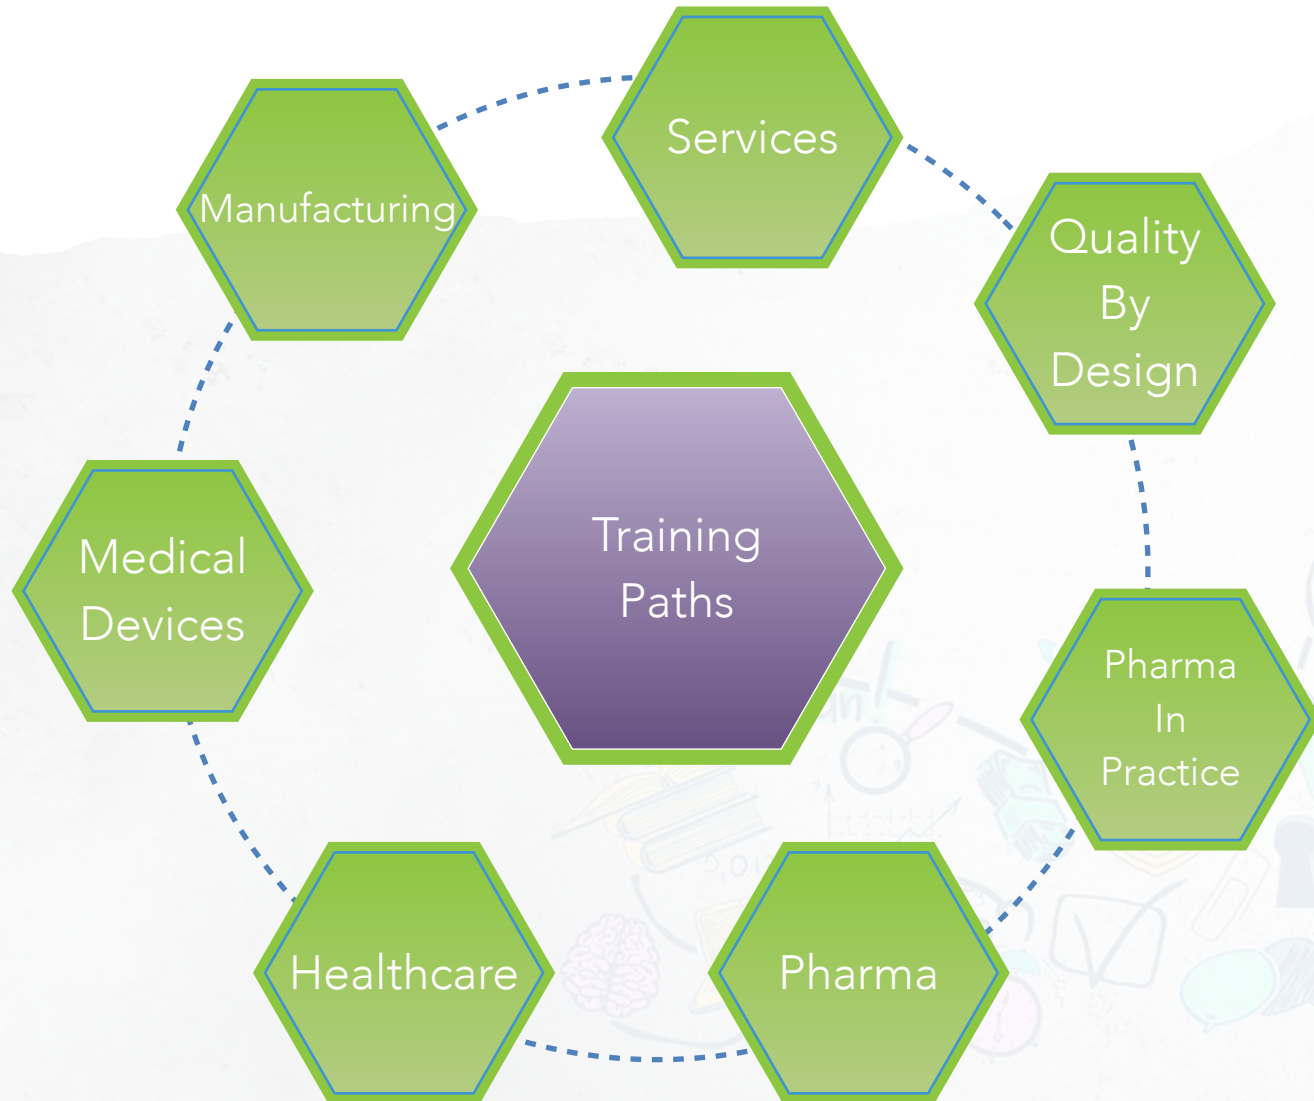 Services
Manufacturing
Quality
By
Design
Training
Paths
Medical
Devices
Pharma
In
Practice
Healthcare
Pharma